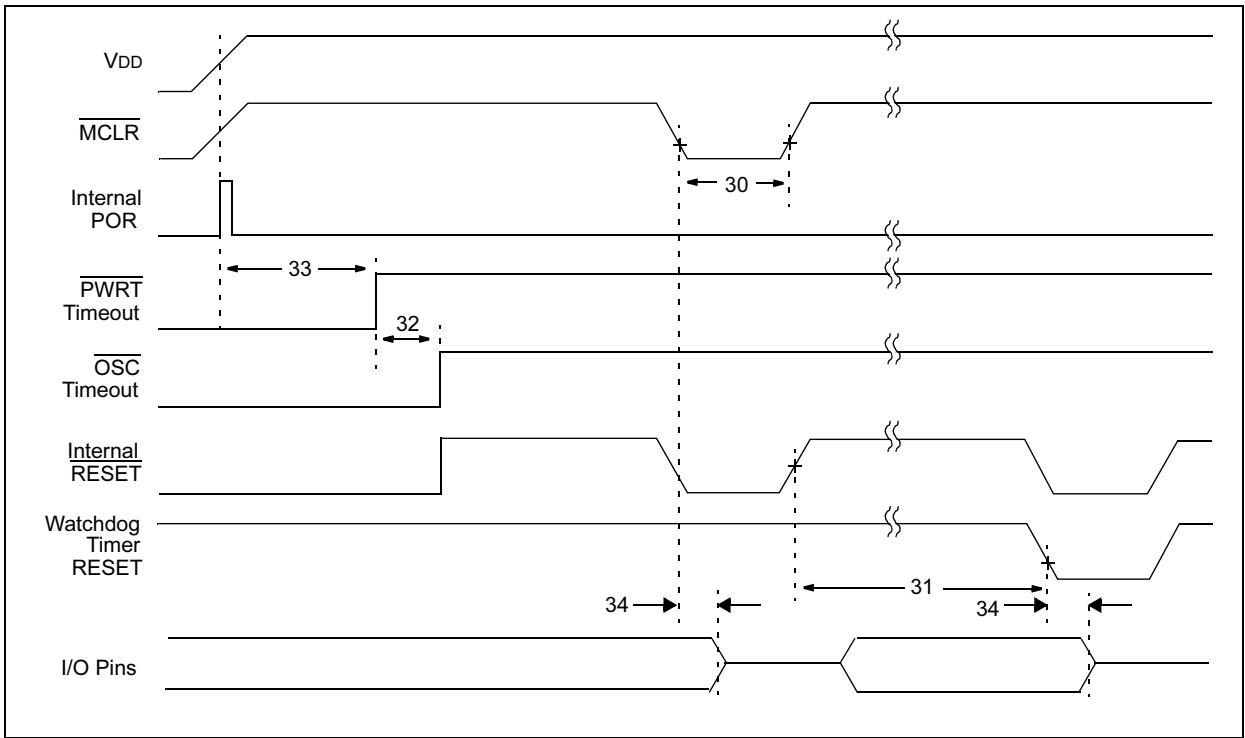 VDD
MCLR
30
Internal
POR
33
PWRT
Timeout
32
OSC
Timeout
Internal
RESET
Watchdog
Timer
RESET
31
34
34
I/O Pins